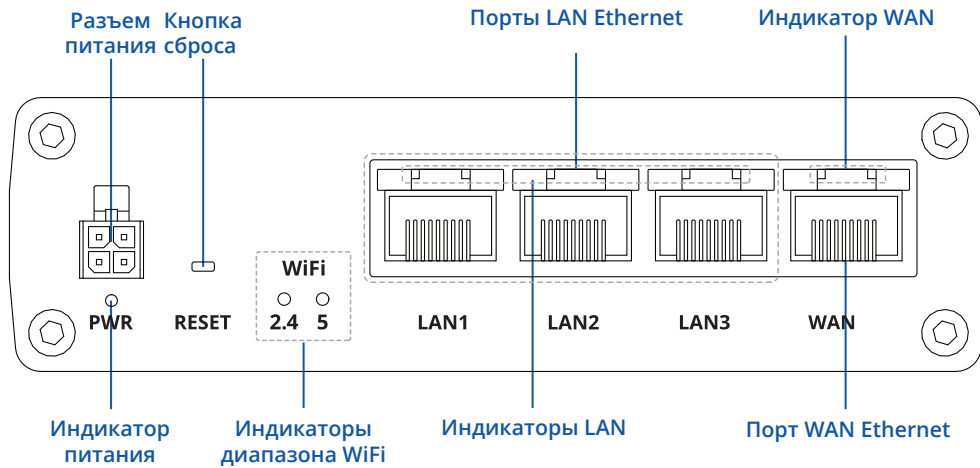 Разъем
питания
Кнопка
сброса
Порты LAN Ethernet
Индикатор WAN
WiFi
2.4 5
PWR
RESET
LAN1
LAN2
LAN3
WAN
Индикатор
питания
Индикаторы
диапазона WiFi
Индикаторы LAN
Порт WAN Ethernet